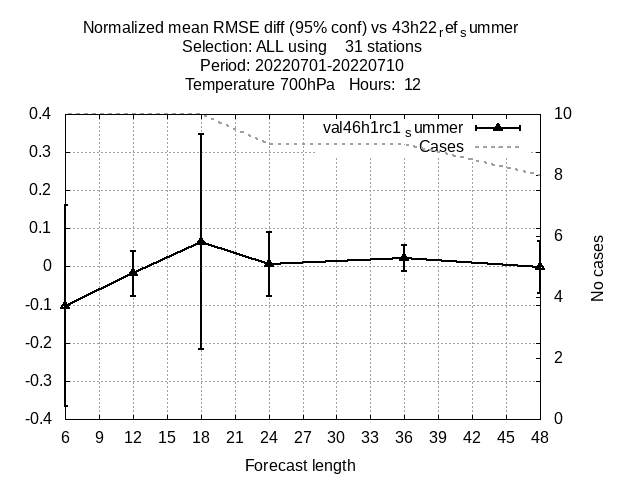 Normalized mean RMSE diff (95% conf) vs 43h22refsummer
Selection: ALL using 31 stations
Period: 20220701-20220710
Temperature 700hPa Hours: 12
val46h1rc1summer
Cases
0.4
0.3
0.2
0.1
0
-0.1
-0.2
-0.3
-0.4
10
8
6
4
2
0
No cases
6 9 12 15 18 21 24 27 30 33 36 39 42 45 48
Forecast length